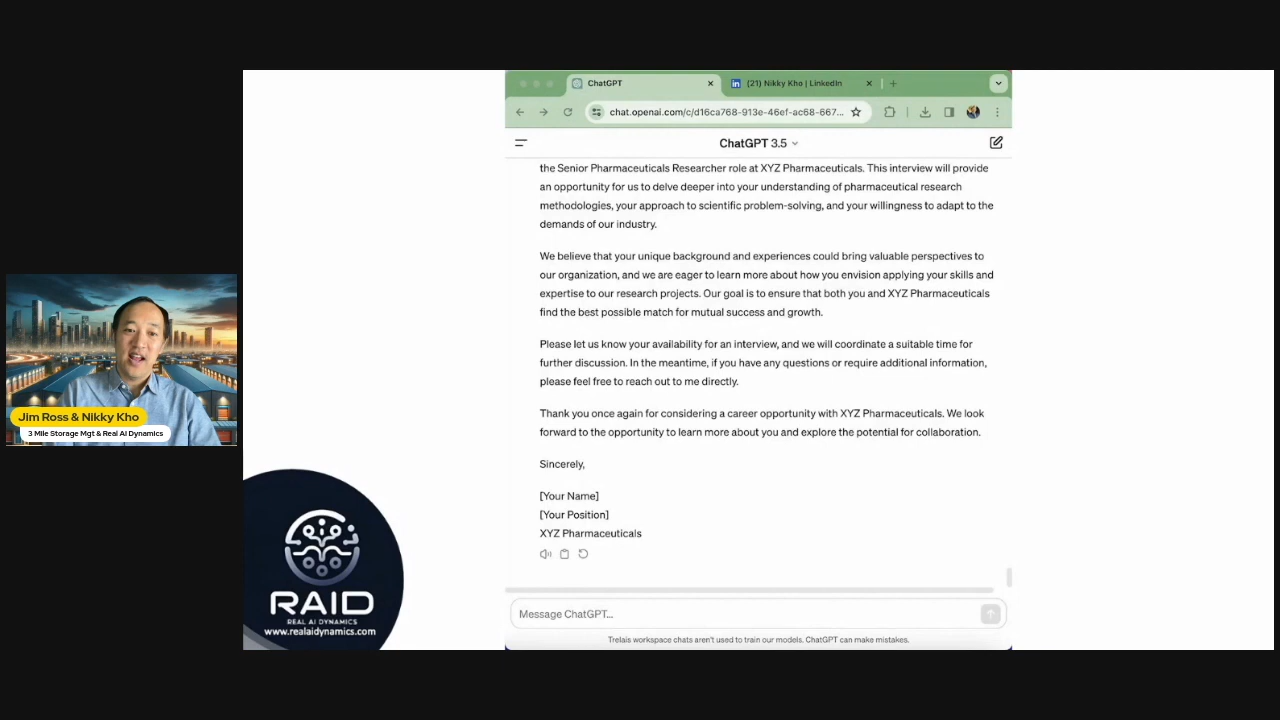 ChatGPT
(21) Nikky Kho | LinkedIn
chat.openai.com/c/d16ca768-913e-46ef-ac68-667...
ChatGPT 3.5
the Senior Pharmaceuticals Researcher role at XYZ Pharmaceuticals. This interview will provide
an opportunity for us to delve deeper into your understanding of pharmaceutical research
methodologies, your approach to scientific problem-solving, and your willingness to adapt to the
demands of our industry.
We believe that your unique background and experiences could bring valuable perspectives to
our organization, and we are eager to learn more about how you envision applying your skills and
expertise to our research projects. Our goal is to ensure that both you and XYZ Pharmaceuticals
find the best possible match for mutual success and growth.
Please let us know your availability for an interview, and we will coordinate a suitable time for
further discussion. In the meantime, if you have any questions or require additional information,
please feel free to reach out to me directly.
Thank you once again for considering a career opportunity with XYZ Pharmaceuticals. We look
forward to the opportunity to learn more about you and explore the potential for collaboration.
Sincerely,
[Your Name]
[Your Position]
XYZ Pharmaceuticals
Message ChatGPT...
Trelais workspace chats aren't used to train our models. ChatGPT can make mistakes.
Jim Ross & Nikky Kho
3 Mile Storage Mgt & Real AI Dynamics
RAID
REAL AI DYNAMICS
www.realaidynamics.com